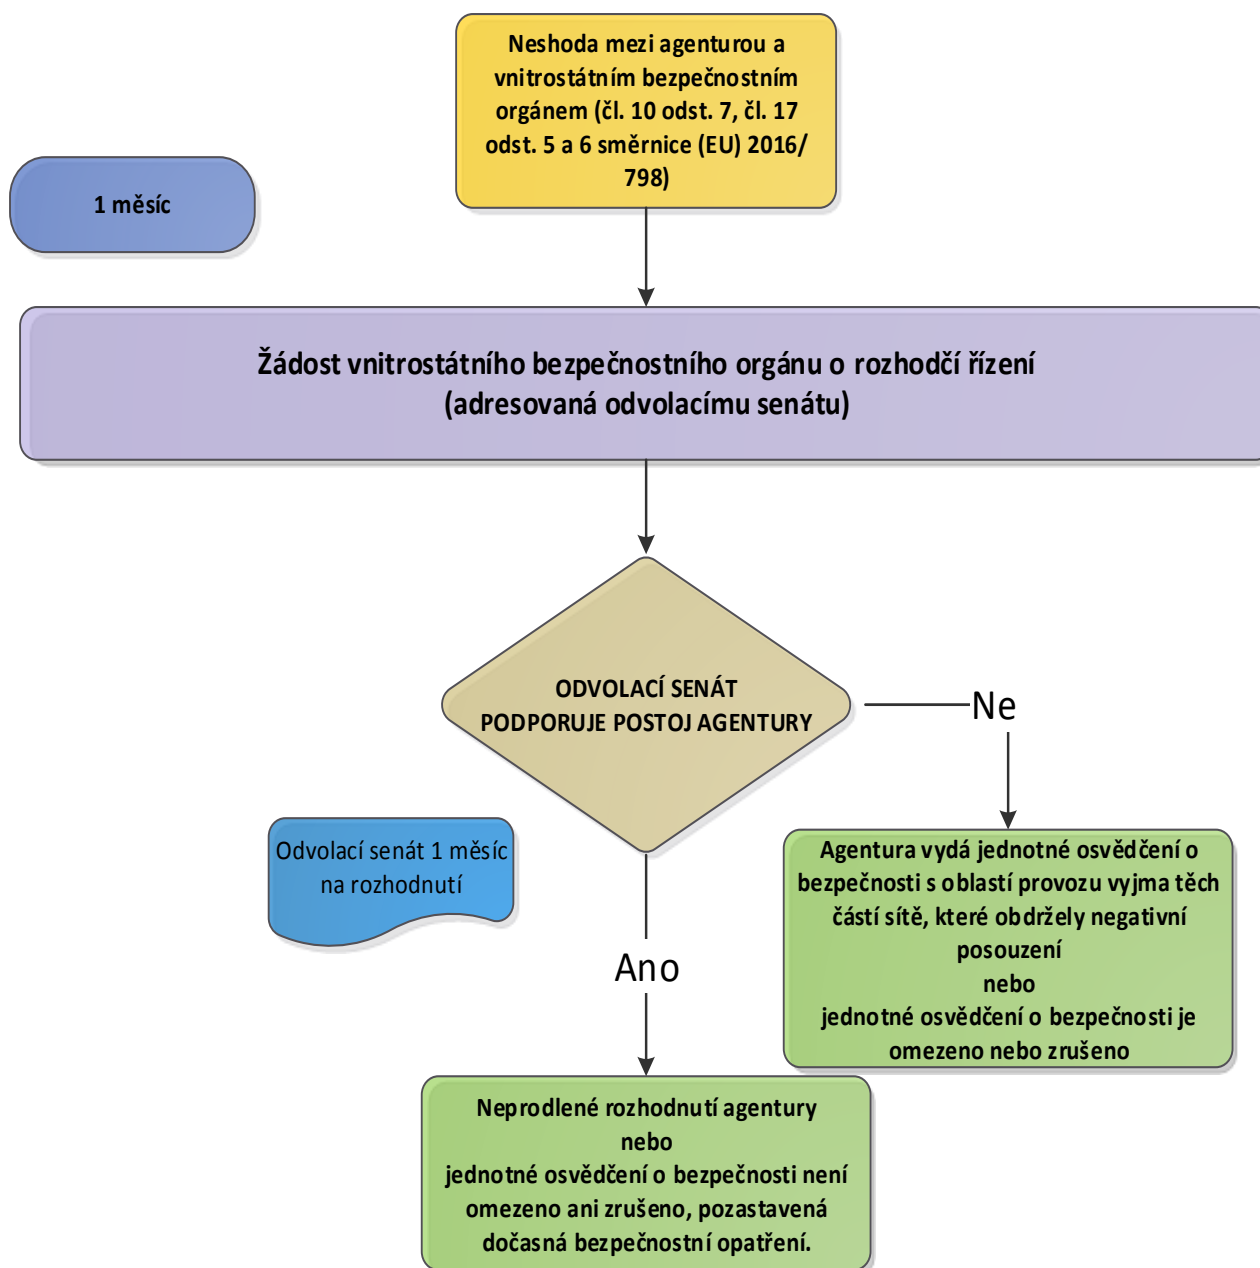 Neshoda mezi agenturou a
vnitrostátním bezpečnostním
orgánem (čl. 10 odst. 7, čl. 17
odst. 5 a 6 směrnice (EU) 2016/
798)
1 měsíc
Žádost vnitrostátního bezpečnostního orgánu o rozhodčí řízení
(adresovaná odvolacímu senátu)
ODVOLACÍ SENÁT
PODPORUJE POSTOJ AGENTURY
Ne
Odvolací senát 1 měsíc
na rozhodnutí
Agentura vydá jednotné osvědčení o
bezpečnosti s oblastí provozu vyjma těch
částí sítě, které obdržely negativní
posouzení
nebo
jednotné osvědčení o bezpečnosti je
omezeno nebo zrušeno
Ano
Neprodlené rozhodnutí agentury
nebo
jednotné osvědčení o bezpečnosti není
omezeno ani zrušeno, pozastavená
dočasná bezpečnostní opatření.